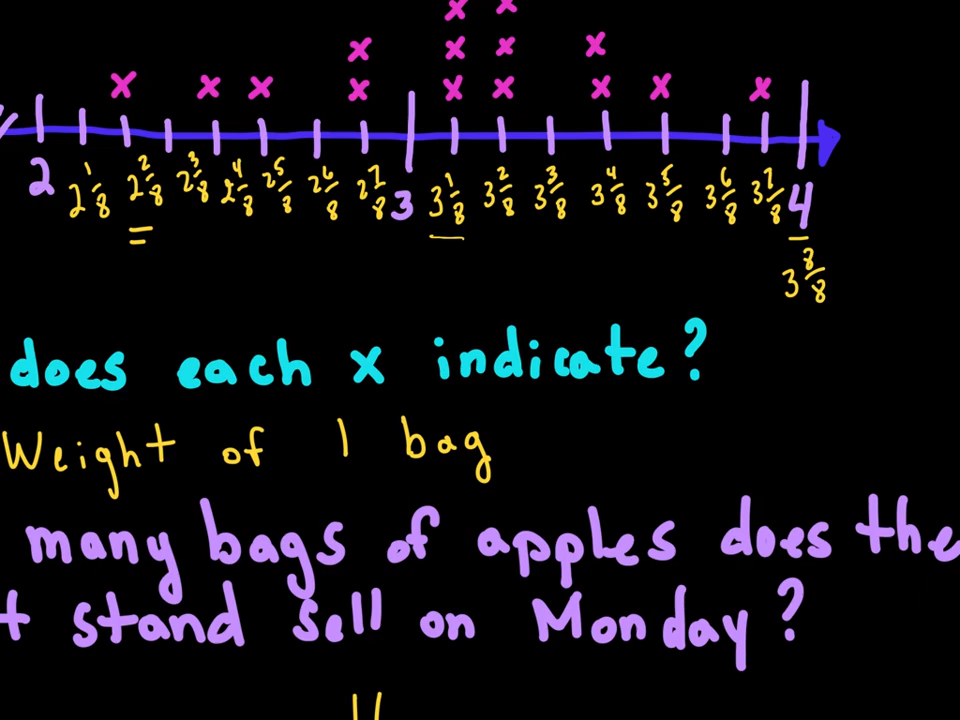 x x
x x x x
x x x x x x x x x
2 2 1/8 2 2/8 2 3/8 2 4/8 2 5/8 2 6/8 2 7/8 3 3 1/8 3 2/8 3 3/8 3 4/8 3 5/8 3 6/8 3 7/8 4
3 8/8
does each x indicate?
Weight of 1 bag
many bags of apples does the
t stand sell on Monday?